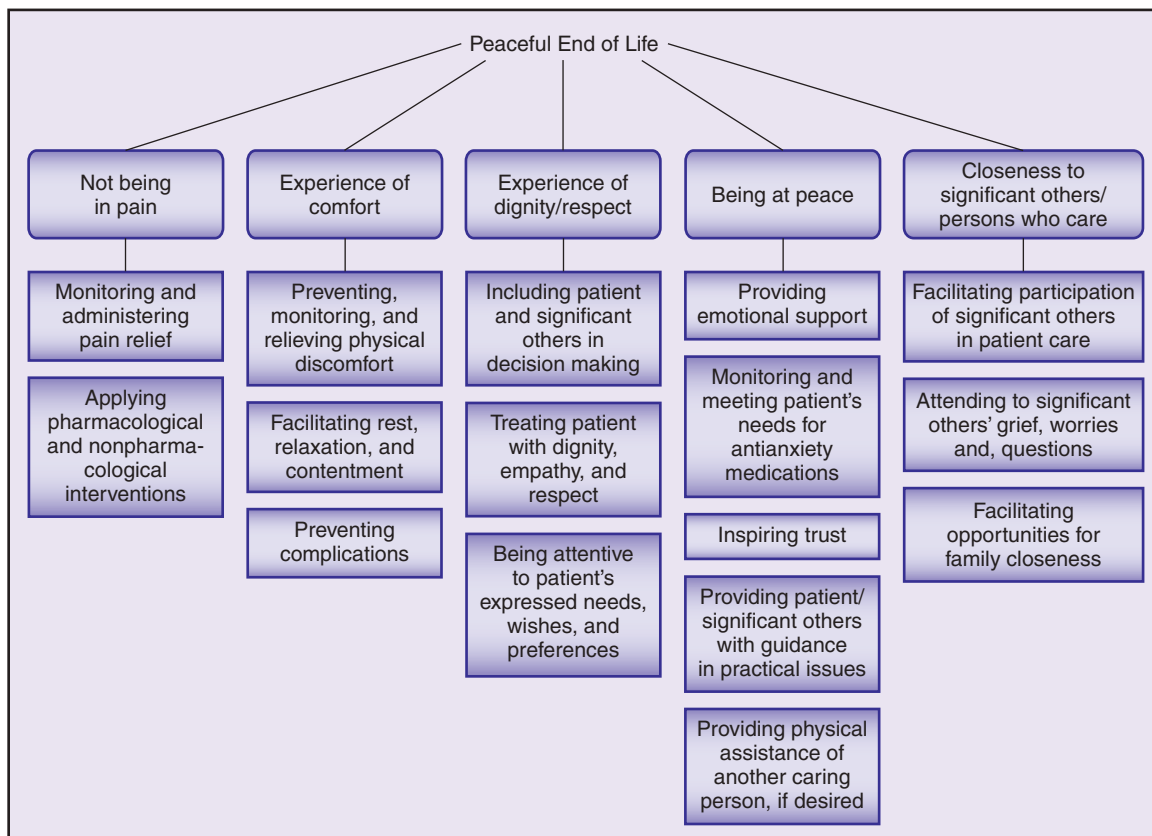 Peaceful End of Life
Not being
in pain
Monitoring and
administering
pain relief
Applying
pharmacological
and nonpharma-
cological
interventions
Experience of
comfort
Preventing,
monitoring, and
relieving physical
discomfort
Facilitating rest,
relaxation, and
contentment
Preventing
complications
Experience of
dignity/respect
Including patient
and significant
others in
decision making
Treating patient
with dignity,
empathy, and
respect
Being attentive
to patient’s
expressed needs,
wishes, and
preferences
Being at peace
Providing
emotional support
Monitoring and
meeting patient’s
needs for
antianxiety
medications
Inspiring trust
Providing patient/
significant others
with guidance
in practical issues
Providing physical
assistance of
another caring
person, if desired
Closeness to
significant others/
persons who care
Facilitating participation
of significant others
in patient care
Attending to significant
others’ grief, worries
and, questions
Facilitating
opportunities for
family closeness